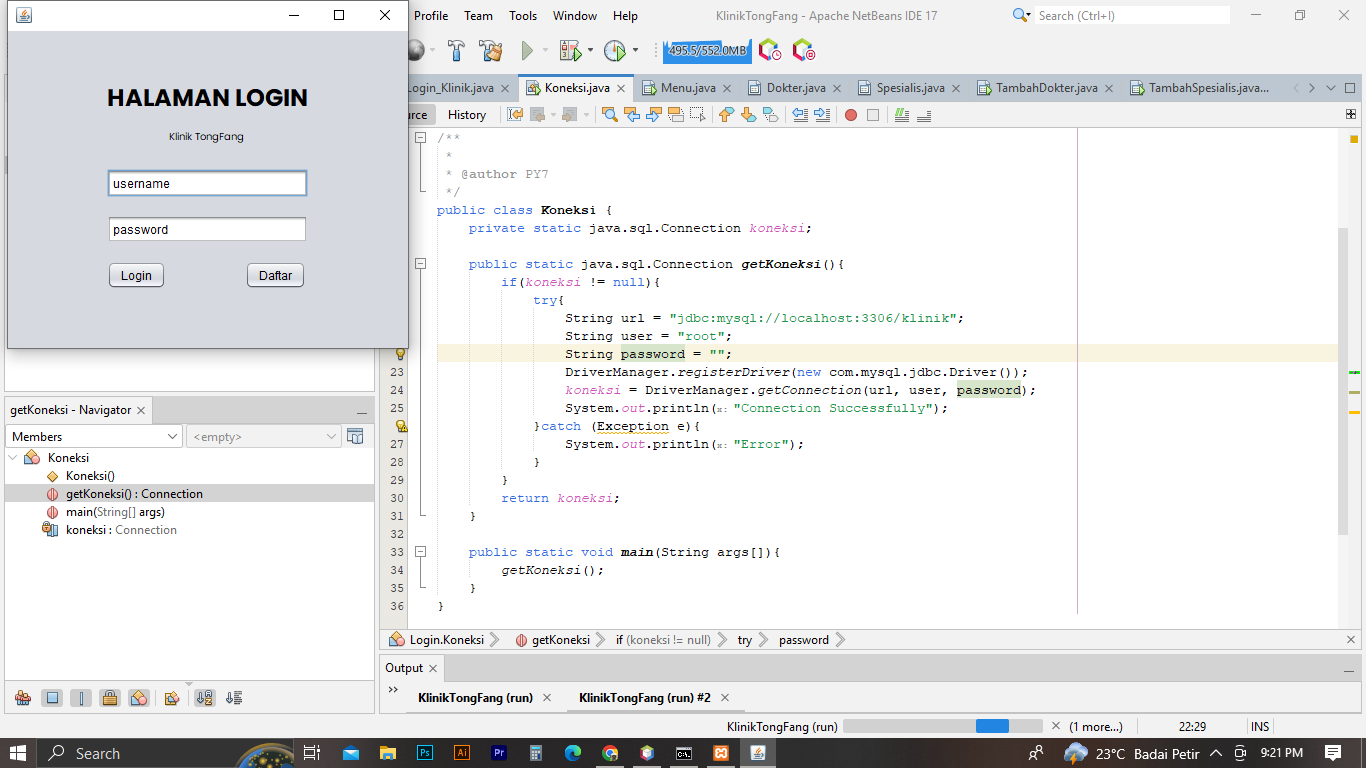 HALAMAN LOGIN
Klinik TongFang
username
password
Login
Daftar
Profile Team Tools Window Help
KlinikTongFang - Apache NetBeans IDE 17
Search (Ctrl+I)
495.5/552.0MB
Login_Klinik.java
Koneksi.java
Menu.java
Dokter.java
Spesialis.java
TambahDokter.java
TambahSpesialis.java...
History
/**
*
* @author PY7
*/
public class Koneksi {
private static java.sql.Connection koneksi;
public static java.sql.Connection getKoneksi(){
if(koneksi != null){
try{
String url = "jdbc:mysql://localhost:3306/klinik";
String user = "root";
String password = "";
23 DriverManager.registerDriver(new com.mysql.jdbc.Driver());
24 koneksi = DriverManager.getConnection(url, user, password);
25 System.out.println(x: "Connection Successfully");
}catch (Exception e){
27 System.out.println(x: "Error");
28 }
29 }
30 return koneksi;
31 }
32
33 public static void main(String args[]){
34 getKoneksi();
35 }
36 }
Login.Koneksi
getKoneksi
if (koneksi != null)
try
password
getKoneksi - Navigator
Members
<empty>
Koneksi
Koneksi()
getKoneksi() : Connection
main(String[] args)
koneksi : Connection
Output
KlinikTongFang (run)
KlinikTongFang (run) #2
KlinikTongFang (run)
(1 more...)
22:29
INS
Search
Ps
Ai
Pr
23°C Badai Petir
9:21 PM